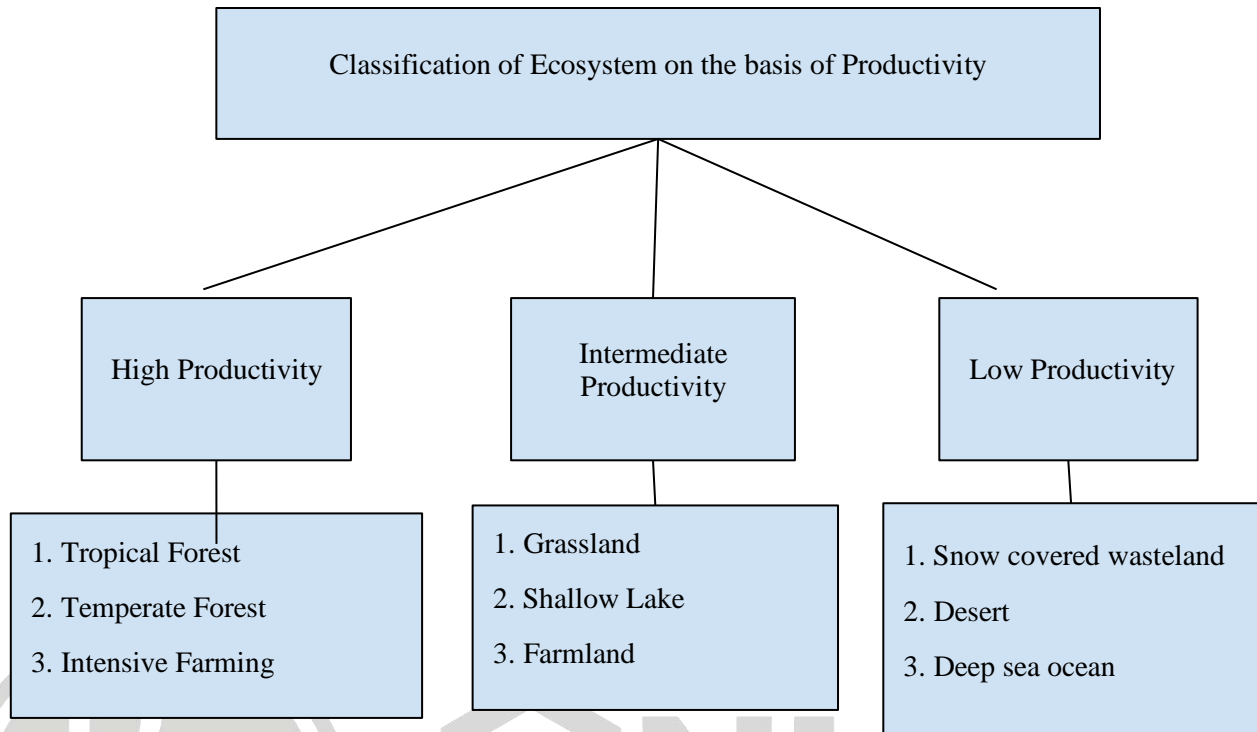 Classification of Ecosystem on the basis of Productivity
High Productivity
Intermediate
Productivity
Low Productivity
1. Tropical Forest
2. Temperate Forest
3. Intensive Farming
1. Grassland
2. Shallow Lake
3. Farmland
1. Snow covered wasteland
2. Desert
3. Deep sea ocean